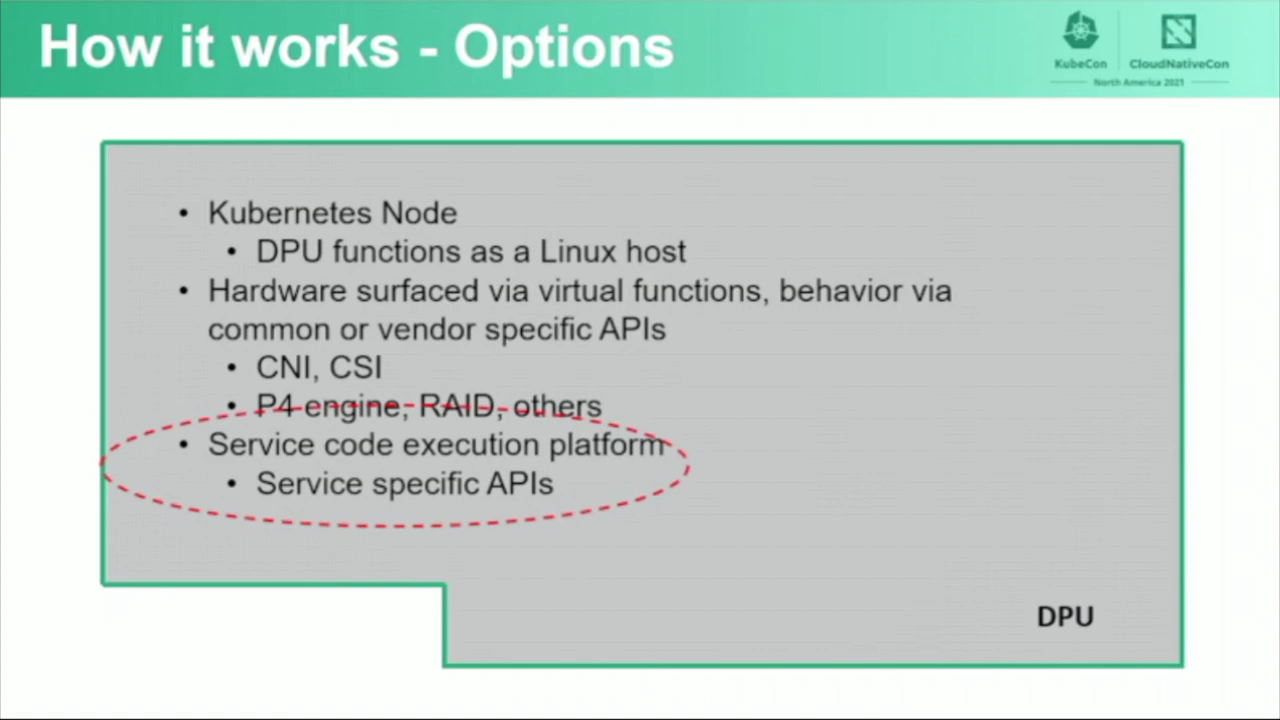 How it works - Options
KubeCon
CloudNativeCon
North America 2021
• Kubernetes Node
• DPU functions as a Linux host
• Hardware surfaced via virtual functions, behavior via
common or vendor specific APIs
• CNI, CSI
• P4 engine, RAID, others
• Service code execution platform
• Service specific APIs
DPU